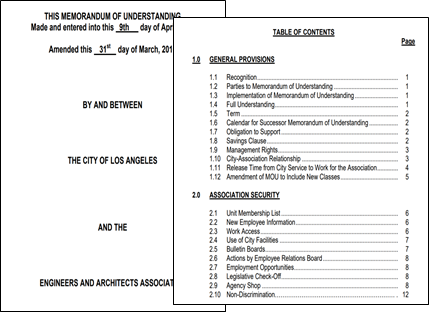 THIS MEMORANDUM OF UNDERSTANDING
Made and entered into this 9th day of Apr
Amended this 31st day of March, 201
BY AND BETWEEN
THE CITY OF LOS ANGELES
AND THE
ENGINEERS AND ARCHITECTS ASSOCIAT
TABLE OF CONTENTS
Page
1.0 GENERAL PROVISIONS
1.1 Recognition 1
1.2 Parties to Memorandum of Understanding 1
1.3 Implementation of Memorandum of Understanding 1
1.4 Full Understanding 1
1.5 Term 2
1.6 Calendar for Successor Memorandum of Understanding 2
1.7 Obligation to Support 2
1.8 Savings Clause 2
1.9 Management Rights 3
1.10 City-Association Relationship 3
1.11 Release Time from City Service to Work for the Association 4
1.12 Amendment of MOU to Include New Classes 5
2.0 ASSOCIATION SECURITY
2.1 Unit Membership List 6
2.2 New Employee Information 6
2.3 Work Access 6
2.4 Use of City Facilities 7
2.5 Bulletin Boards 7
2.6 Actions by Employee Relations Board 8
2.7 Employment Opportunities 8
2.8 Legislative Check-Off 8
2.9 Agency Shop 8
2.10 Non-Discrimination 12